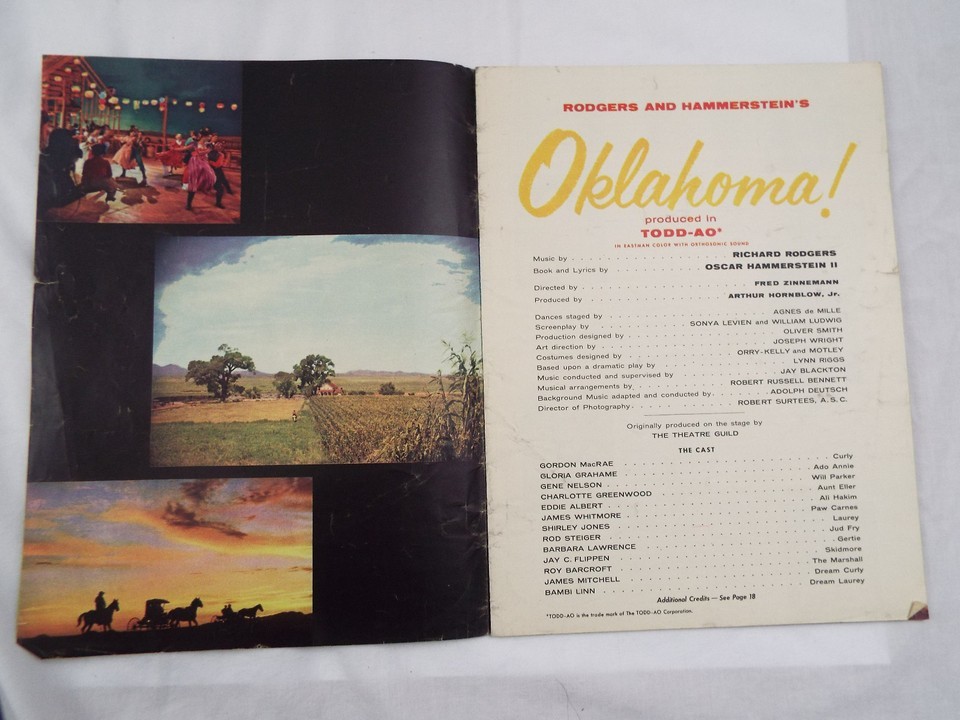 RODGERS AND HAMMERSTEIN'S
Oklahoma!
produced in
TODD-AO*
IN EASTMAN COLOR WITH ORTHOSONIC SOUND
Music by . . . . . . . . . . RICHARD RODGERS
Book and Lyrics by . . . . . . . . . . OSCAR HAMMERSTEIN II
Directed by . . . . . . . . . . FRED ZINNEMANN
Produced by . . . . . . . . . . ARTHUR HORNBLOW, Jr.
Dances staged by . . . . . . . . . . AGNES de MILLE
Screenplay by . . . . . . . . . . SONYA LEVIEN and WILLIAM LUDWIG
Production designed by . . . . . . . . . . OLIVER SMITH
Art direction by . . . . . . . . . . JOSEPH WRIGHT
Costumes designed by . . . . . . . . . . ORRY-KELLY and MOTLEY
Based upon a dramatic play by . . . . . . . . . . LYNN RIGGS
Music conducted and supervised by . . . . . . . . . . JAY BLACKTON
Musical arrangements by . . . . . . . . . . ROBERT RUSSELL BENNETT
Background Music adapted and conducted by . . . . . . . . . . ADOLPH DEUTSCH
Director of Photography . . . . . . . . . . ROBERT SURTEES, A.S.C.
Originally produced on the stage by
THE THEATRE GUILD
THE CAST
GORDON MacRAE . . . . . . . . . . Curly
GLORIA GRAHAME . . . . . . . . . . Ado Annie
GENE NELSON . . . . . . . . . . Will Parker
CHARLOTTE GREENWOOD . . . . . . . . . . Aunt Eller
EDDIE ALBERT . . . . . . . . . . Ali Hakim
JAMES WHITMORE . . . . . . . . . . Paw Carnes
SHIRLEY JONES . . . . . . . . . . Laurey
ROD STEIGER . . . . . . . . . . Jud Fry
BARBARA LAWRENCE . . . . . . . . . . Gertie
JAY C. FLIPPEN . . . . . . . . . . Skidmore
ROY BARCROFT . . . . . . . . . . The Marshall
JAMES MITCHELL . . . . . . . . . . Dream Curly
BAMBI LINN . . . . . . . . . . Dream Laurey
Additional Credits — See Page 18
*TODD-AO is the trade mark of The TODD-AO Corporation.